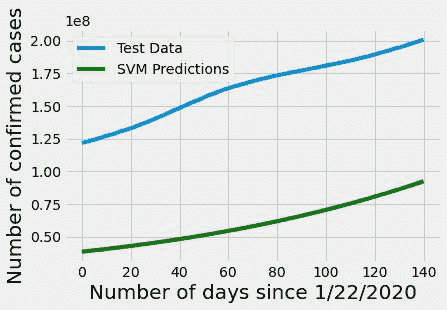 1e8
Number of confirmed cases
2.00
1.75
1.50
1.25
1.00
0.75
0.50
Test Data
SVM Predictions
0 20 40 60 80 100 120 140
Number of days since 1/22/2020